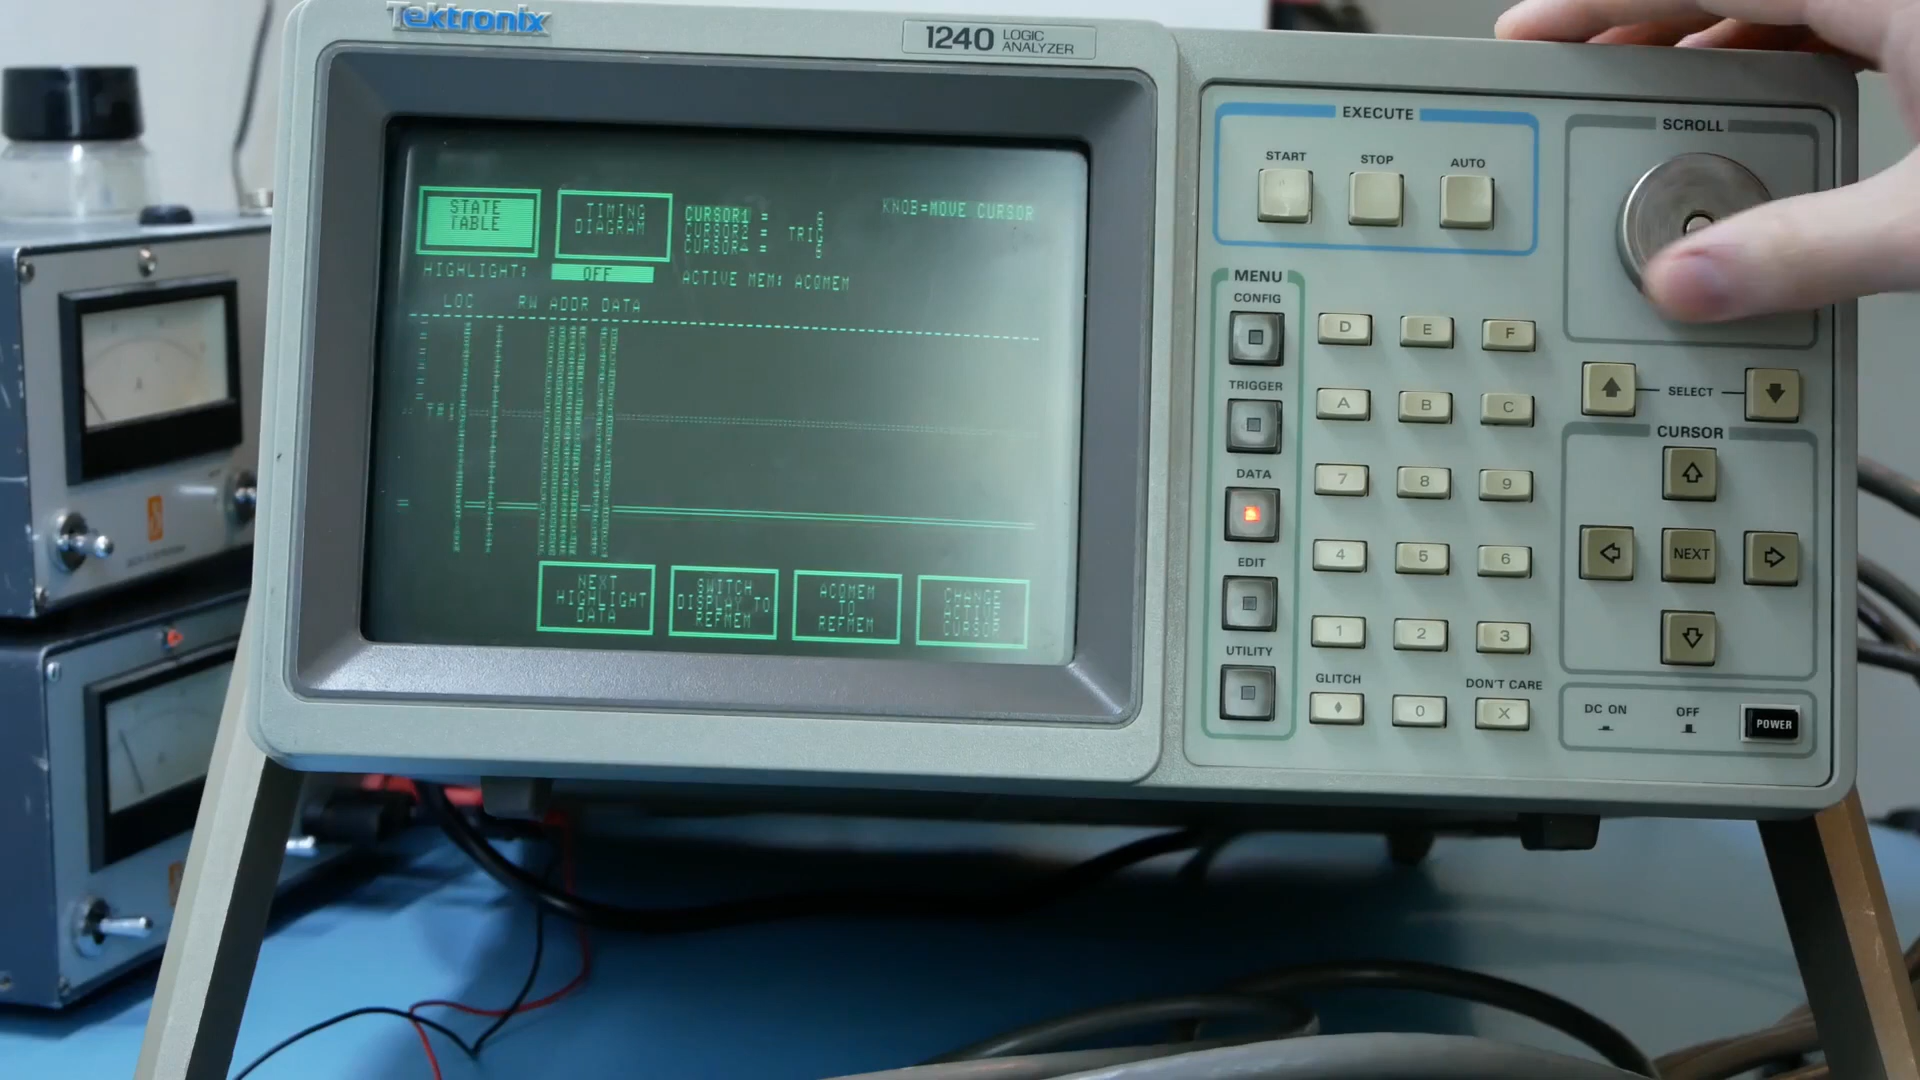 Tektronix
1240 LOGIC ANALYZER
STATE TABLE
TIMING DIAGRAM
CURSOR1 =
CURSOR2 =
CURSOR
KNOB=MOVE CURSOR
HIGHLIGHT: OFF
ACTIVE MEM: ACQMEM
LOC RW ADDR DATA
NEXT HIGHLIGHT DATA
SWITCH DISPLAY TO REFMEM
ACQMEM TO REFMEM
CHANGE ACTIVE CURSOR
EXECUTE
START STOP AUTO
SCROLL
MENU
CONFIG
TRIGGER
DATA
EDIT
UTILITY
D E F
A B C
7 8 9
4 5 6
1 2 3
GLITCH DON'T CARE
0 X
SELECT
CURSOR
NEXT
DC ON OFF POWER